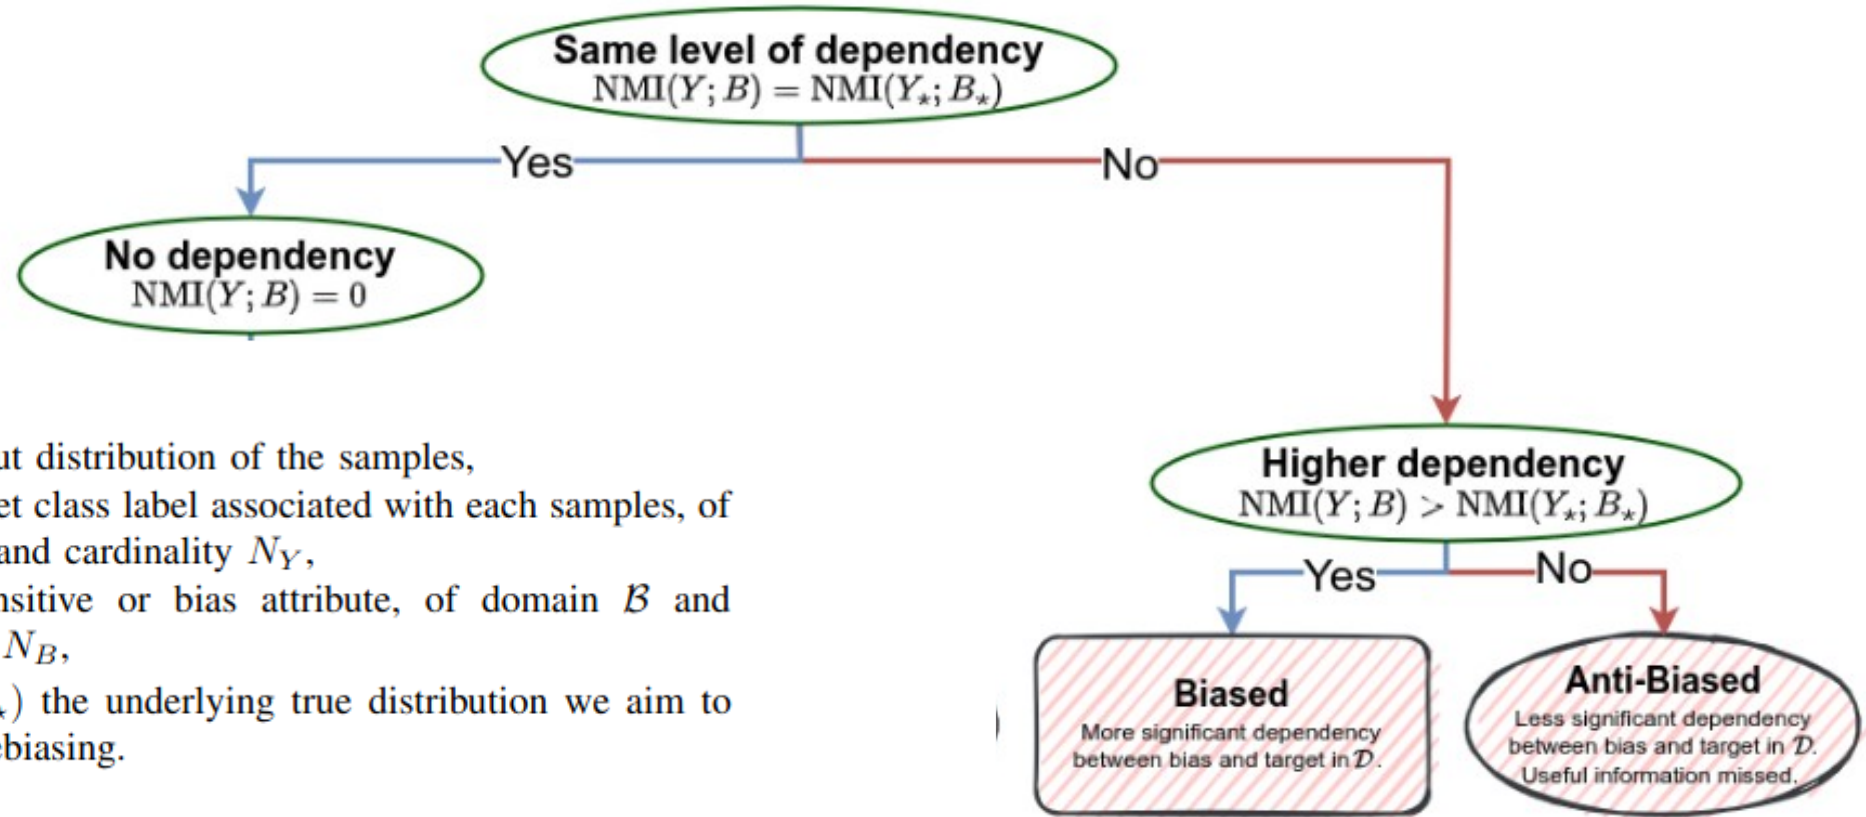 Same level of dependency
NMI(Y; B) = NMI(Y⋆; B⋆)
Yes
No
No dependency
NMI(Y; B) = 0
ut distribution of the samples,
et class label associated with each samples, of
and cardinality N_Y,
nsitive or bias attribute, of domain ℬ and
N_B,
⋆) the underlying true distribution we aim to
ebiasing.
Higher dependency
NMI(Y; B) > NMI(Y⋆; B⋆)
Yes
No
)
Biased
More significant dependency
between bias and target in 𝒟.
Anti-Biased
Less significant dependency
between bias and target in 𝒟.
Useful information missed.